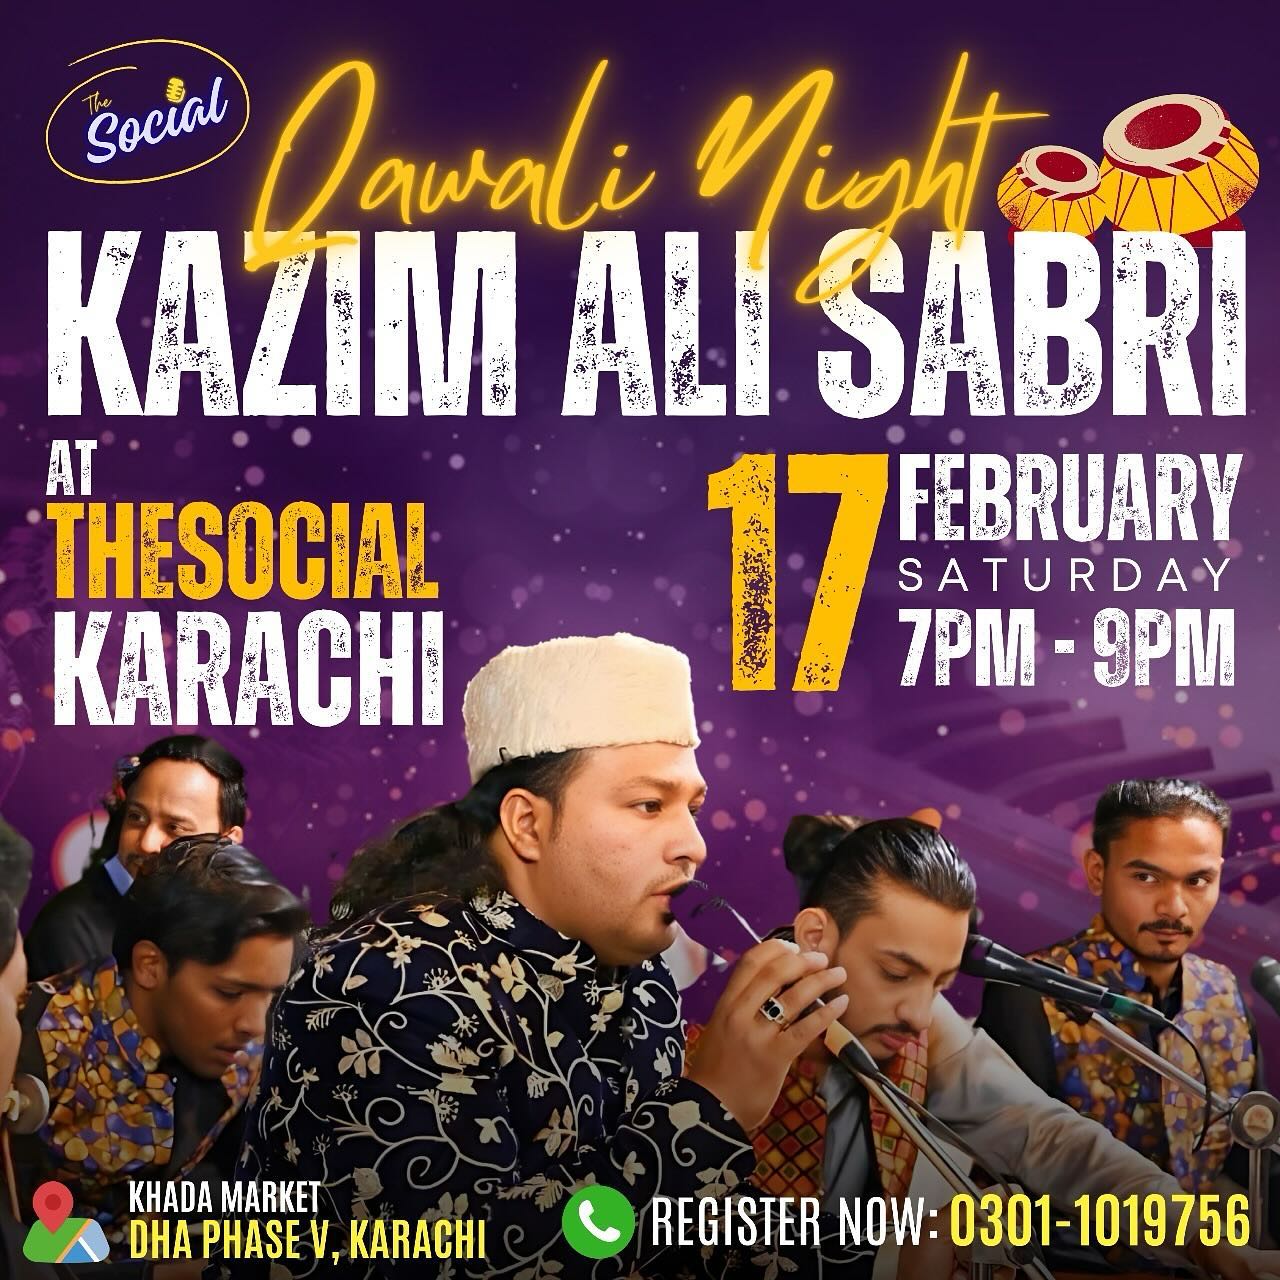 The
Social
Qawali Night
KAZIM ALI SABRI
AT
THESOCIAL
KARACHI
17
FEBRUARY
SATURDAY
7PM - 9PM
KHADA MARKET
DHA PHASE V, KARACHI
REGISTER NOW: 0301-1019756